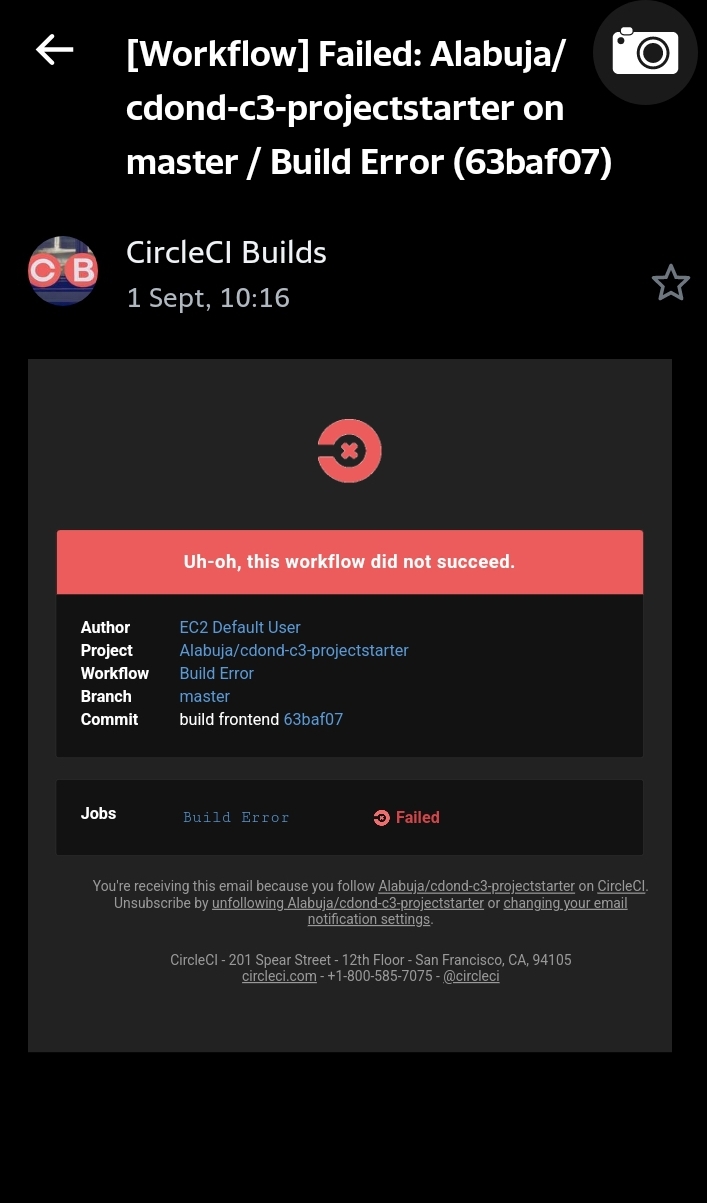 [Workflow] Failed: Alabuja/
cdond-c3-projectstarter on
master / Build Error (63baf07)
CB
CircleCI Builds
1 Sept, 10:16
Uh-oh, this workflow did not succeed.
Author EC2 Default User
Project Alabuja/cdond-c3-projectstarter
Workflow Build Error
Branch master
Commit build frontend 63baf07
Jobs Build Error Failed
You're receiving this email because you follow Alabuja/cdond-c3-projectstarter on CircleCI.
Unsubscribe by unfollowing Alabuja/cdond-c3-projectstarter or changing your email
notification settings.
CircleCI - 201 Spear Street - 12th Floor - San Francisco, CA, 94105
circleci.com - +1-800-585-7075 - @circleci